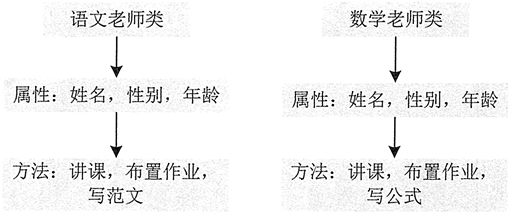 语文老师类
属性：姓名，性别，年龄
方法：讲课，布置作业，
写范文
数学老师类
属性：姓名，性别，年龄
方法：讲课，布置作业，
写公式